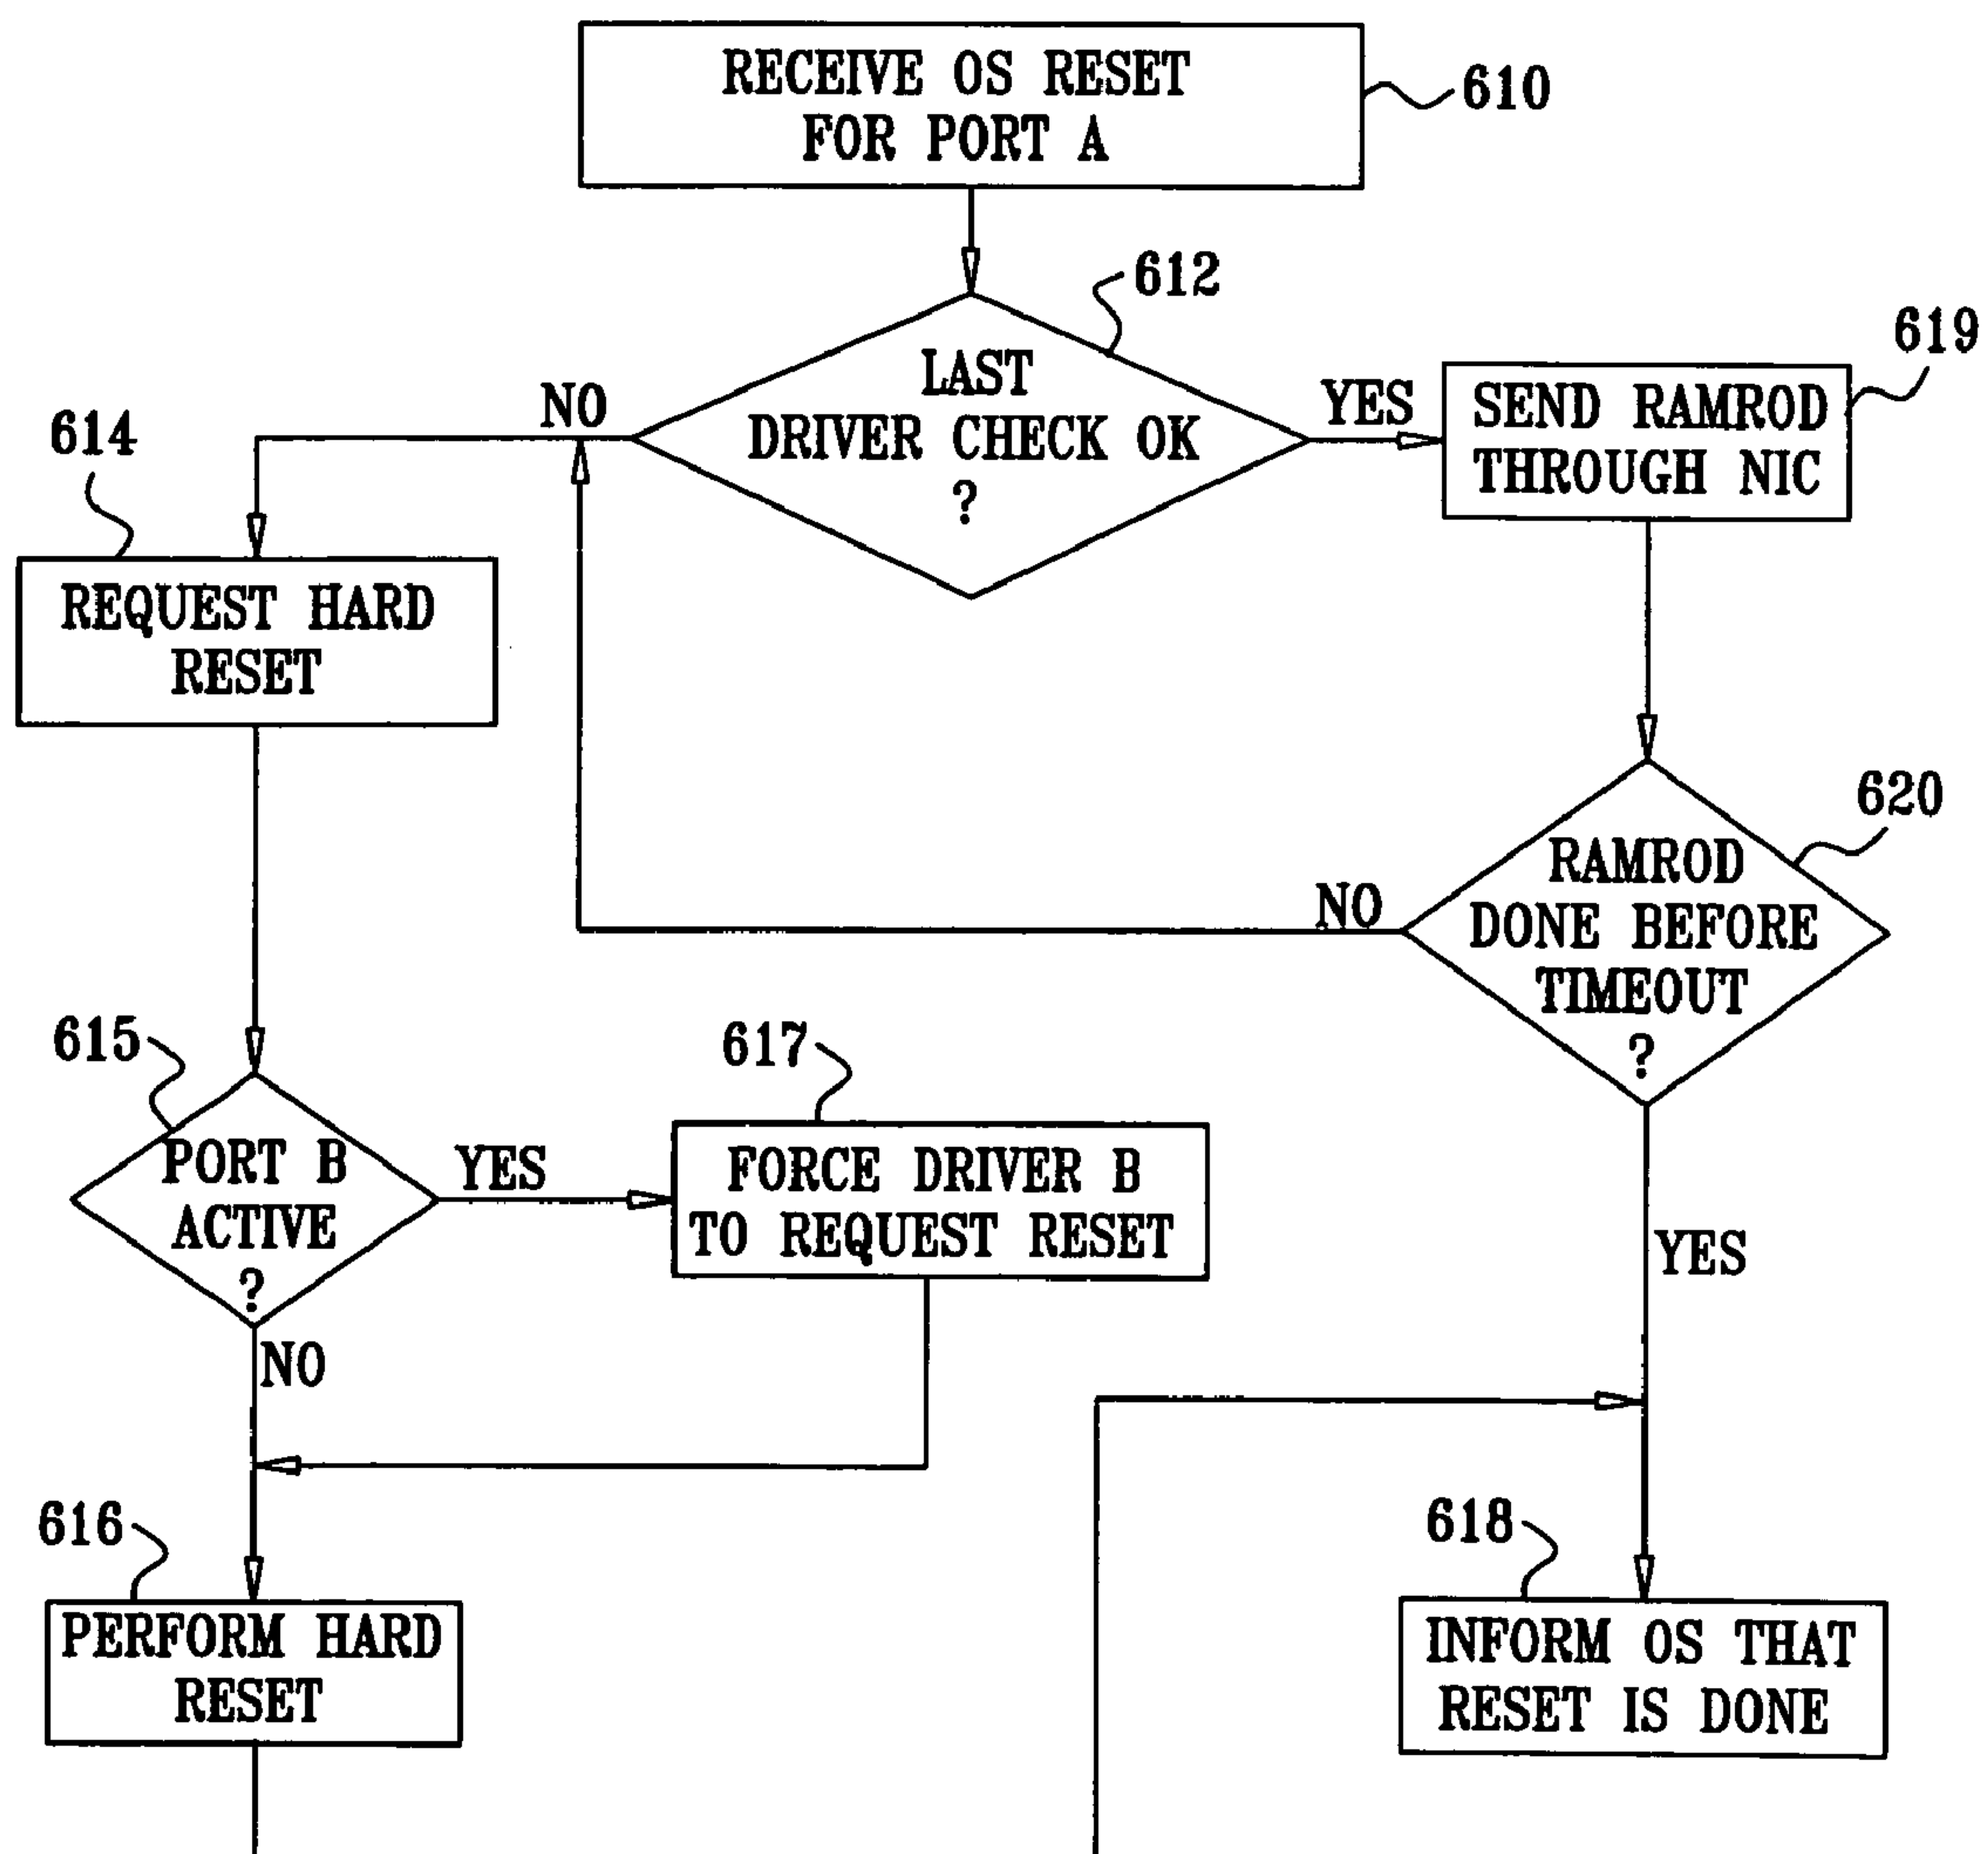 RECEIVE OS RESET
FOR PORT A
610
612
LAST
DRIVER CHECK OK
?
NO
YES
619
SEND RAMROD
THROUGH NIC
614
REQUEST HARD
RESET
620
RAMROD
DONE BEFORE
TIMEOUT
?
NO
YES
615
PORT B
ACTIVE
?
YES
NO
617
FORCE DRIVER B
TO REQUEST RESET
616
PERFORM HARD
RESET
618
INFORM OS THAT
RESET IS DONE